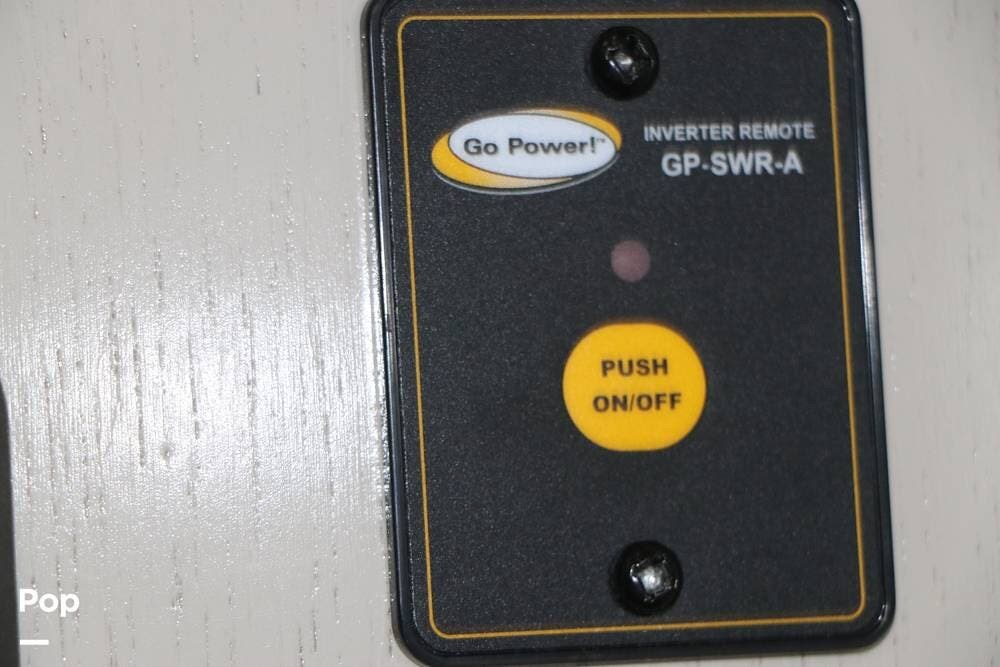 Go Power!™
INVERTER REMOTE
GP-SWR-A
PUSH
ON/OFF
Pop